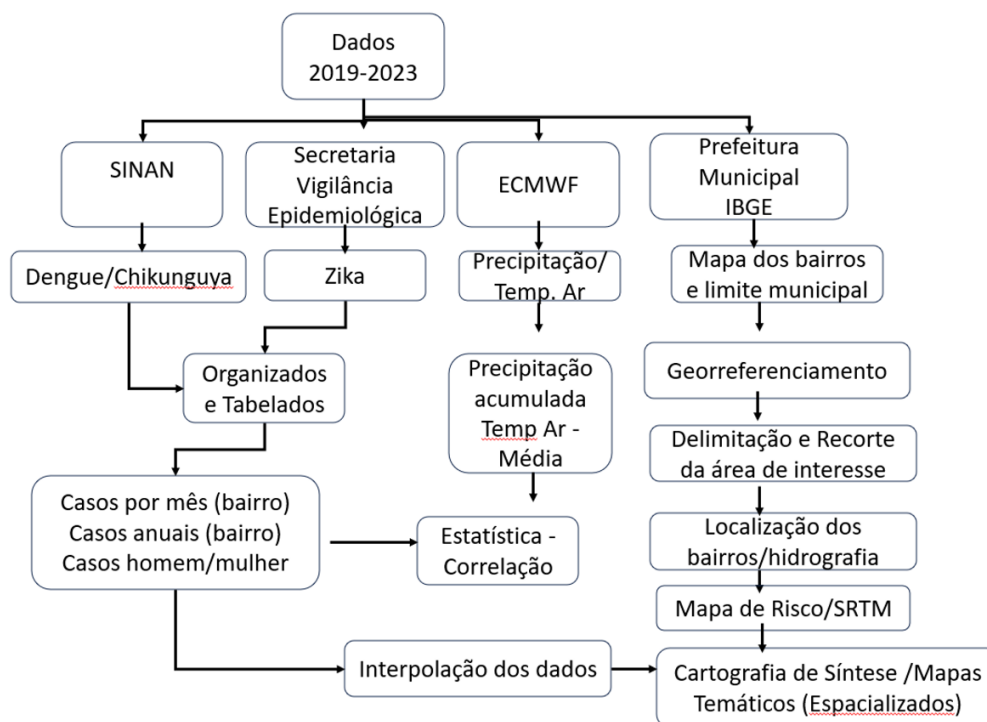 Dados
2019-2023
SINAN
Secretaria
Vigilância
Epidemiológica
ECMWF
Prefeitura
Municipal
IBGE
Dengue/Chikunguya
Zika
Precipitação/
Temp. Ar
Mapa dos bairros
e limite municipal
Organizados
e Tabelados
Precipitação
acumulada
Temp Ar -
Média
Georreferenciamento
Delimitação e Recorte
da área de interesse
Casos por mês (bairro)
Casos anuais (bairro)
Casos homem/mulher
Estatística -
Correlação
Localização dos
bairros/hidrografia
Mapa de Risco/SRTM
Interpolação dos dados
Cartografia de Síntese /Mapas
Temáticos (Espacializados)